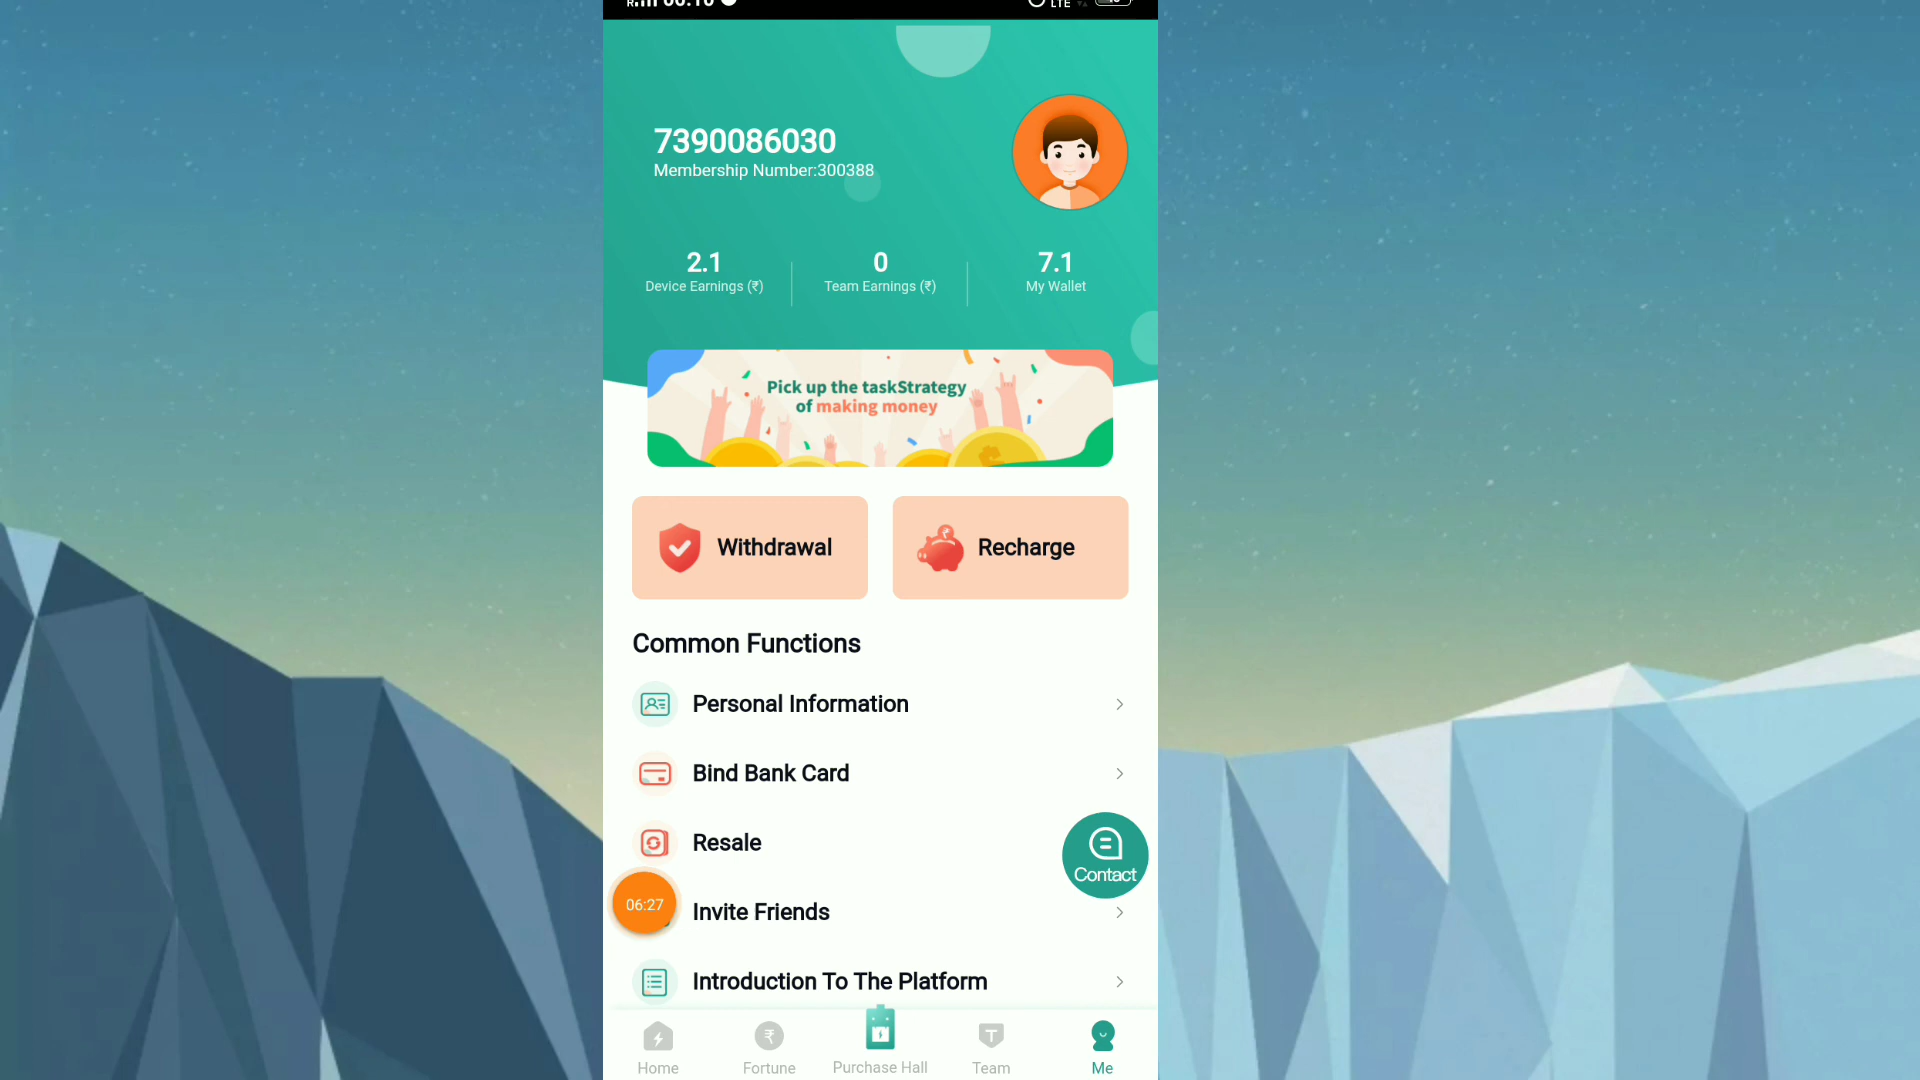 7390086030
Membership Number:300388
2.1
Device Earnings (₹)
0
Team Earnings (₹)
7.1
My Wallet
Pick up the taskStrategy
of making money
Withdrawal
Recharge
Common Functions
Personal Information
Bind Bank Card
Resale
Contact
06:27
Invite Friends
Introduction To The Platform
Home
Fortune
Purchase Hall
Team
Me
LTE